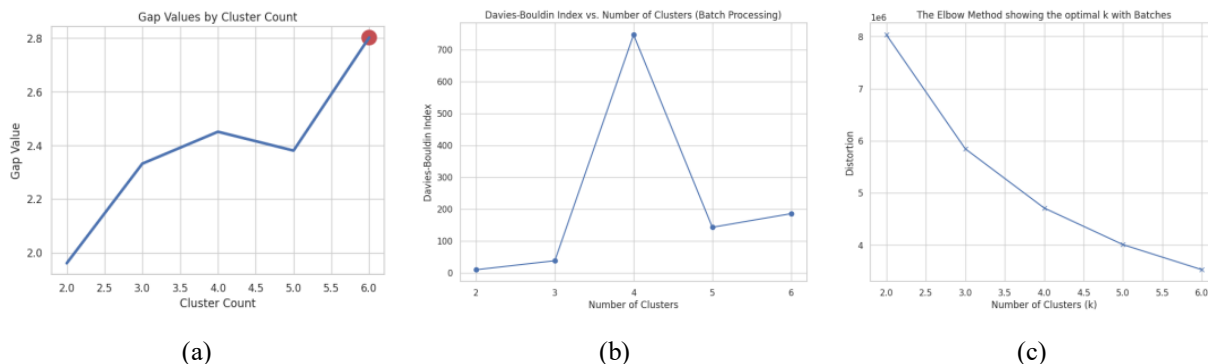 Gap Values by Cluster Count
2.8
2.6
2.4
2.2
2.0
Gap Value
2.0 2.5 3.0 3.5 4.0 4.5 5.0 5.5 6.0
Cluster Count
(a)
Davies-Bouldin Index vs. Number of Clusters (Batch Processing)
700
600
500
400
300
200
100
0
Davies-Bouldin Index
2 3 4 5 6
Number of Clusters
(b)
The Elbow Method showing the optimal k with Batches
1e6
8
7
6
5
4
Distortion
2.0 2.5 3.0 3.5 4.0 4.5 5.0 5.5 6.0
Number of Clusters (k)
(c)